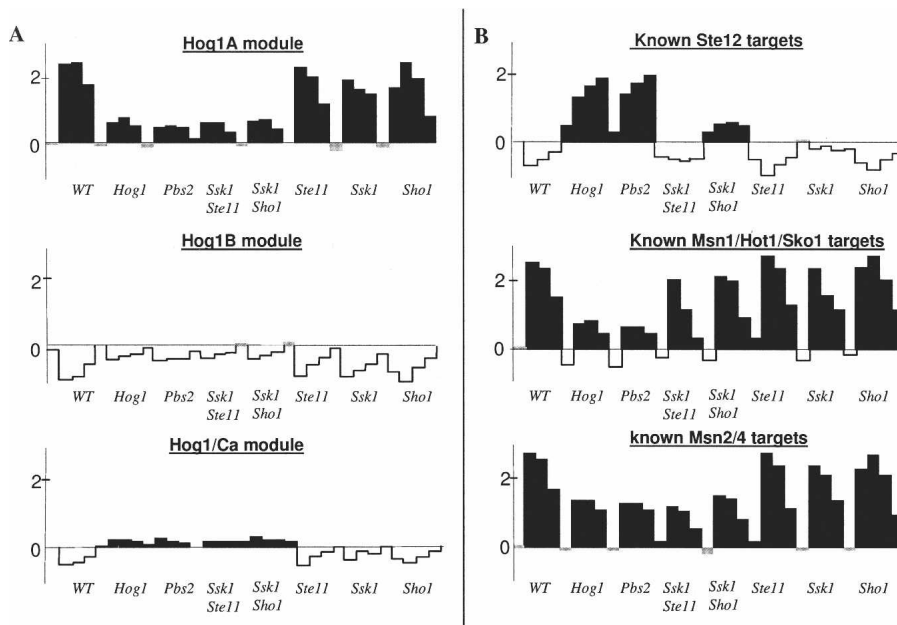 A
Hog1A module
2
0
WT Hog1 Pbs2 Ssk1 Ssk1 Ste11 Ssk1 Sho1
Ste11 Sho1
Hog1B module
2
0
WT Hog1 Pbs2 Ssk1 Ssk1 Ste11 Ssk1 Sho1
Ste11 Sho1
Hog1/Ca module
2
0
WT Hog1 Pbs2 Ssk1 Ssk1 Ste11 Ssk1 Sho1
Ste11 Sho1
B
Known Ste12 targets
2
0
WT Hog1 Pbs2 Ssk1 Ssk1 Ste11 Ssk1 Sho1
Ste11 Sho1
Known Msn1/Hot1/Sko1 targets
2
0
WT Hog1 Pbs2 Ssk1 Ssk1 Ste11 Ssk1 Sho1
Ste11 Sho1
known Msn2/4 targets
2
0
WT Hog1 Pbs2 Ssk1 Ssk1 Ste11 Ssk1 Sho1
Ste11 Sho1